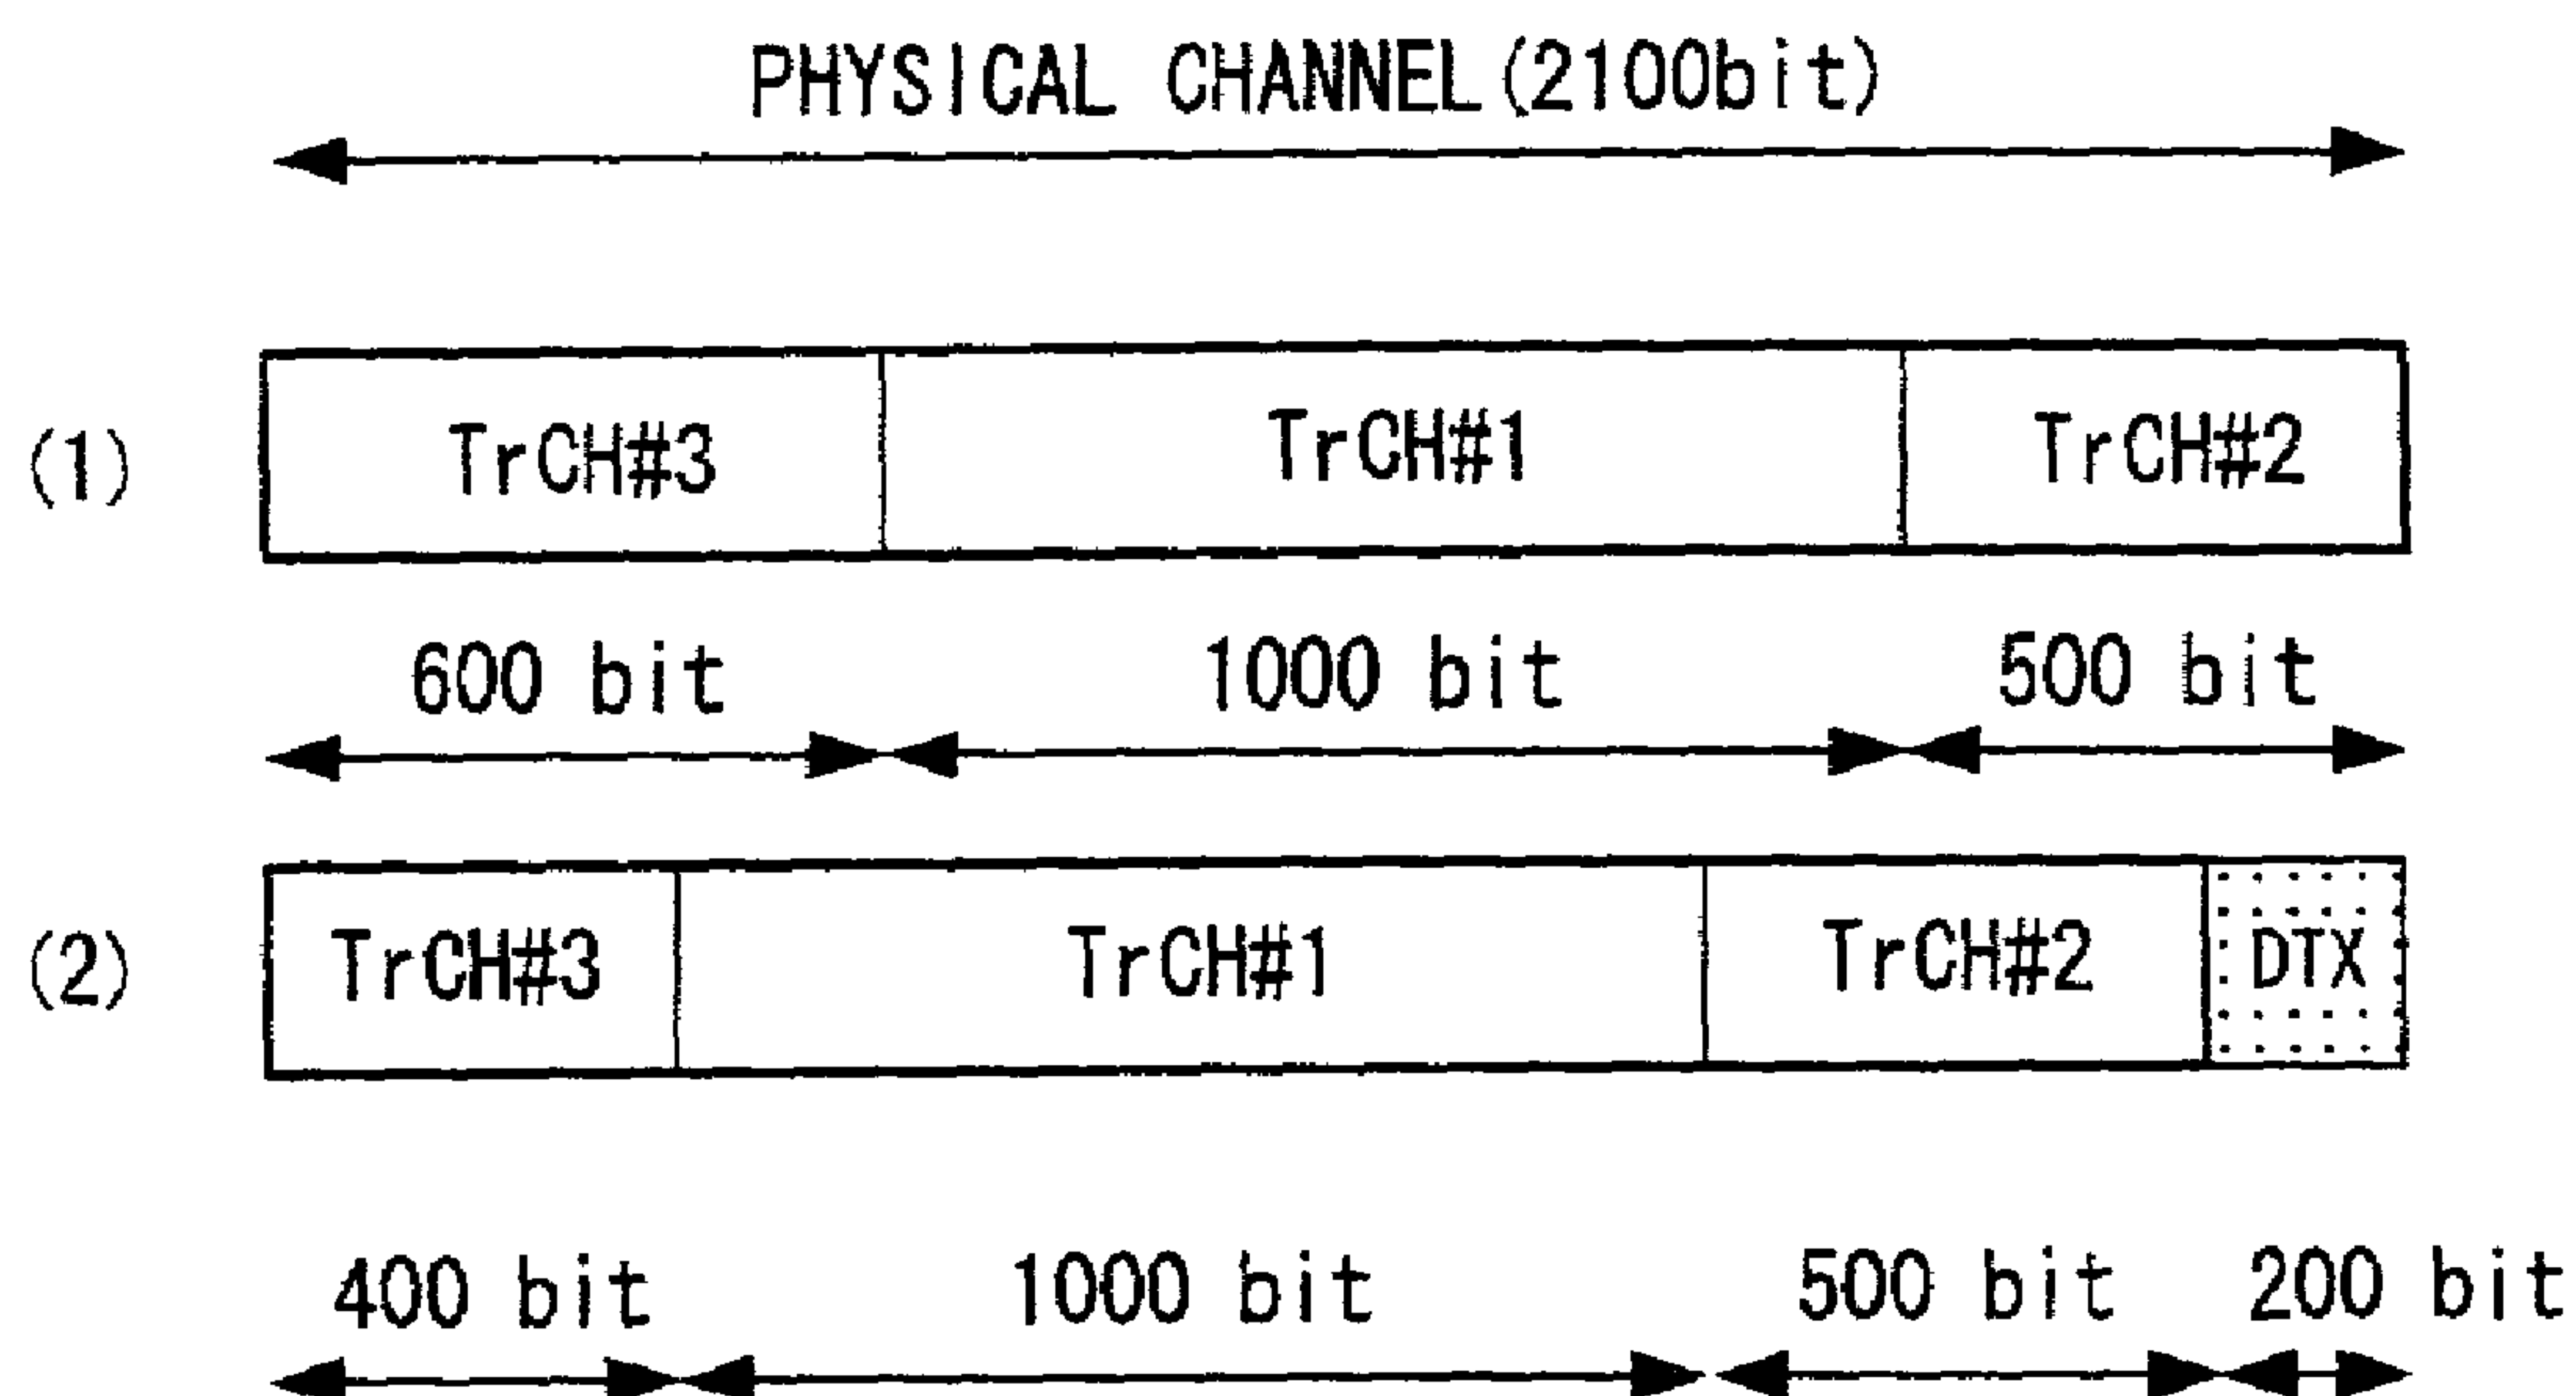 PHYSICAL CHANNEL(2100bit)
(1) TrCH#3 TrCH#1 TrCH#2
600 bit 1000 bit 500 bit
(2) TrCH#3 TrCH#1 TrCH#2 DTX
400 bit 1000 bit 500 bit 200 bit